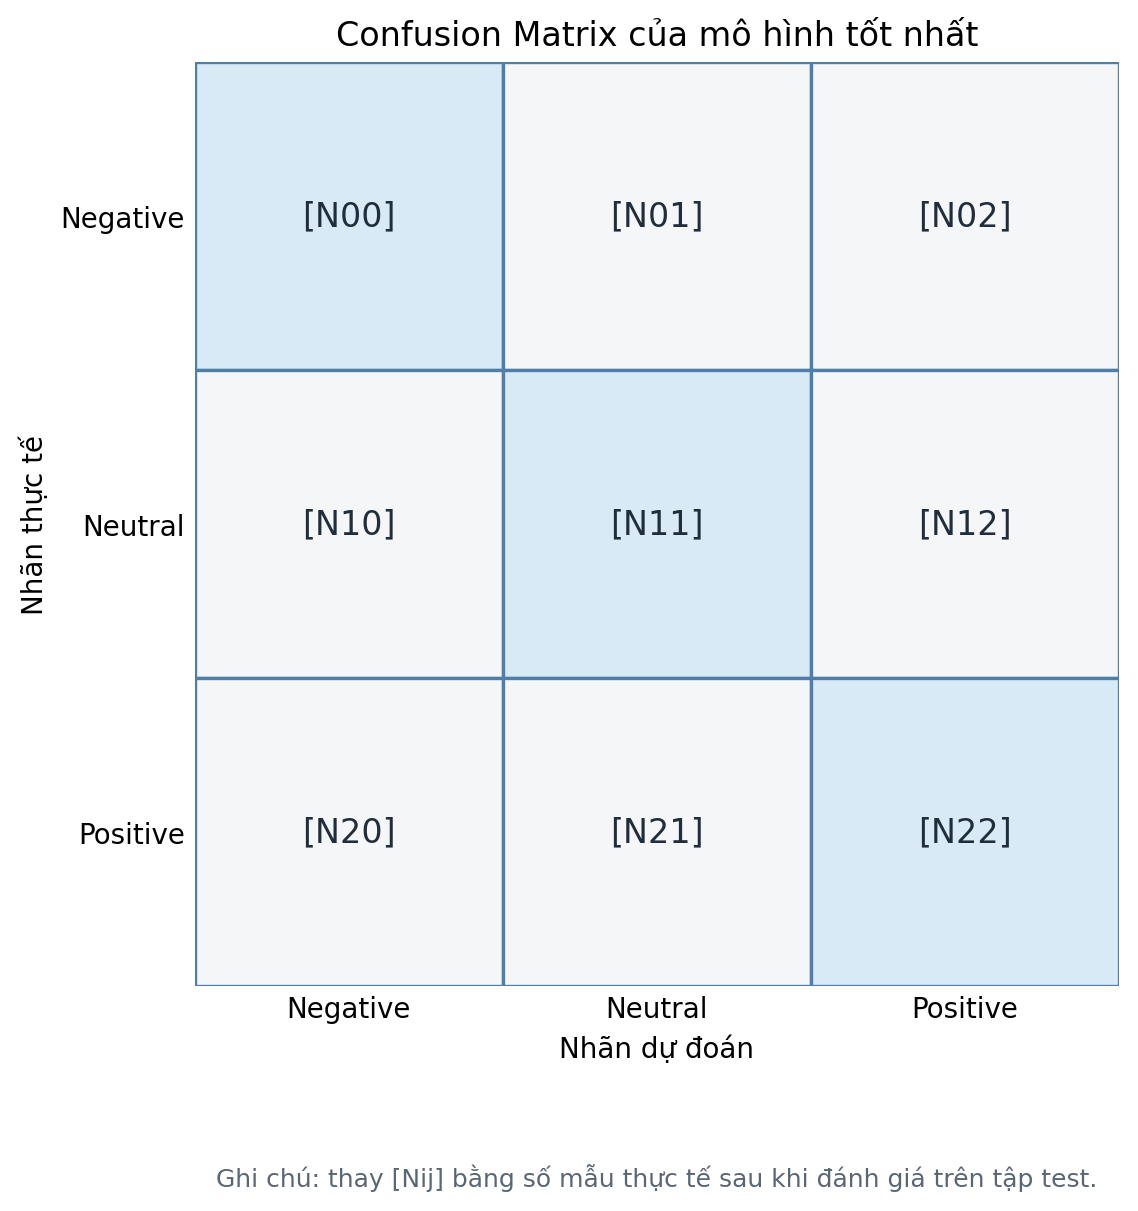 Confusion Matrix của mô hình tốt nhất
Negative [N00] [N01] [N02]
Nhãn thực tế
Neutral [N10] [N11] [N12]
Positive [N20] [N21] [N22]
Negative Neutral Positive
Nhãn dự đoán
Ghi chú: thay [Nij] bằng số mẫu thực tế sau khi đánh giá trên tập test.